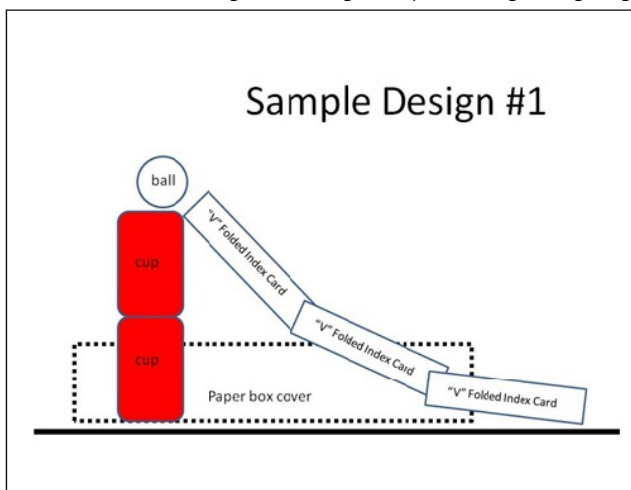 Sample Design #1
ball
"V" Folded Index Card
cup
"V" Folded Index Card
cup
"V" Folded Index Card
Paper box cover